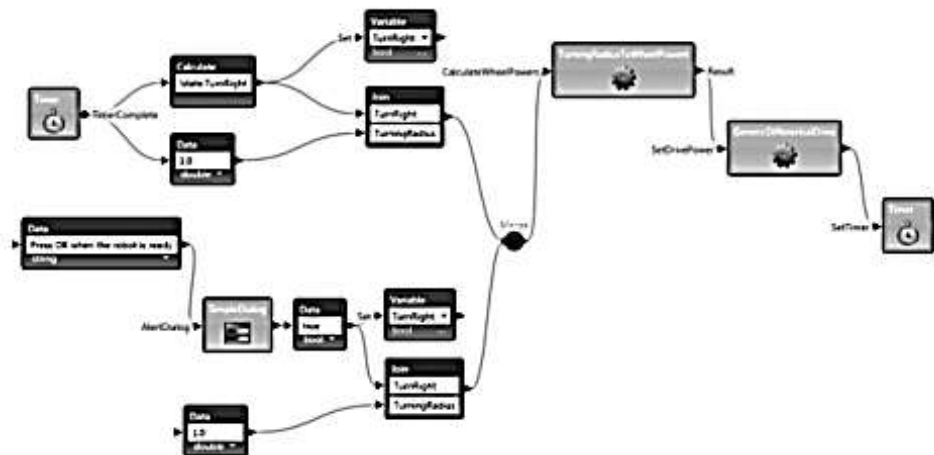 Variable
Set
TurnRight
bool
Calculate
!state.TurnRight
Timer
TimerComplete
Join
TurnRight
TurningRadius
Data
1.0
double
CalculateWheelPowers
TurningRadiusToWheelPowers
Result
SetDrivePower
GenericDifferentialDrive
Timer
SetTimer
Merge
Data
Press OK when the robot is ready
string
AlertDialog
SimpleDialog
Data
true
bool
Set
Variable
TurnRight
bool
Join
TurnRight
TurningRadius
Data
1.0
double